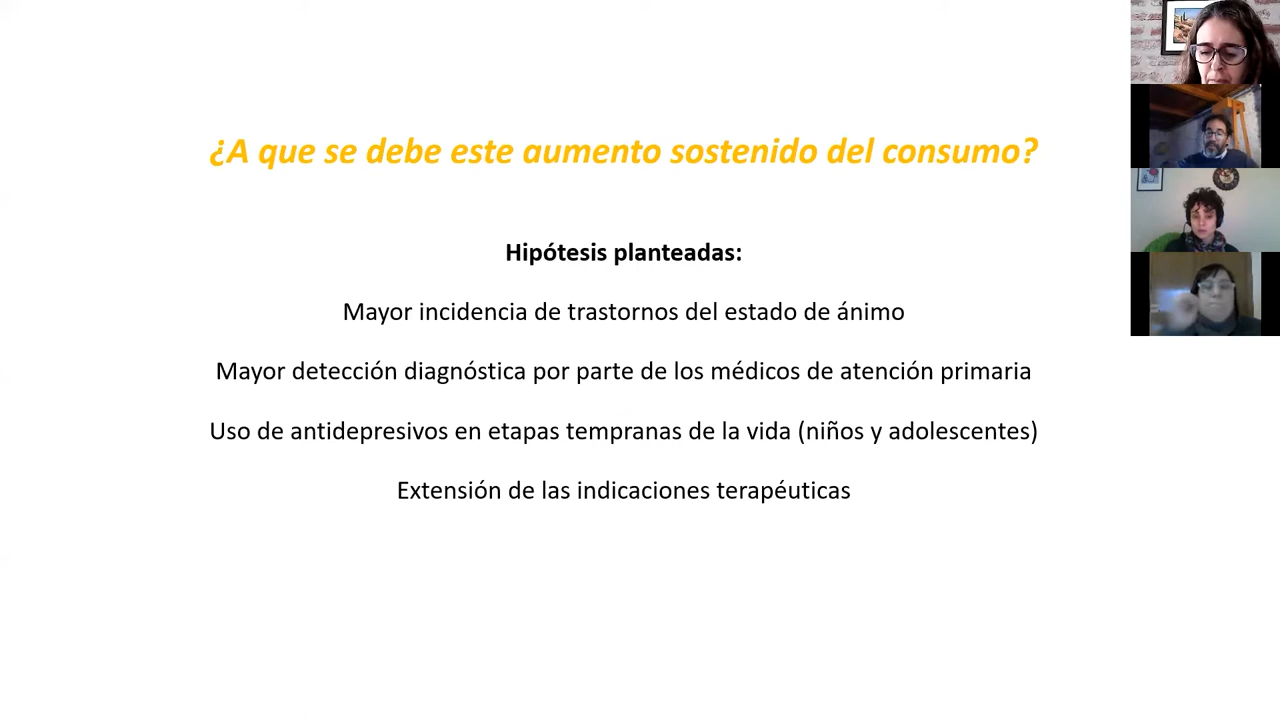 ¿A que se debe este aumento sostenido del consumo?
Hipótesis planteadas:
Mayor incidencia de trastornos del estado de ánimo
Mayor detección diagnóstica por parte de los médicos de atención primaria
Uso de antidepresivos en etapas tempranas de la vida (niños y adolescentes)
Extensión de las indicaciones terapéuticas